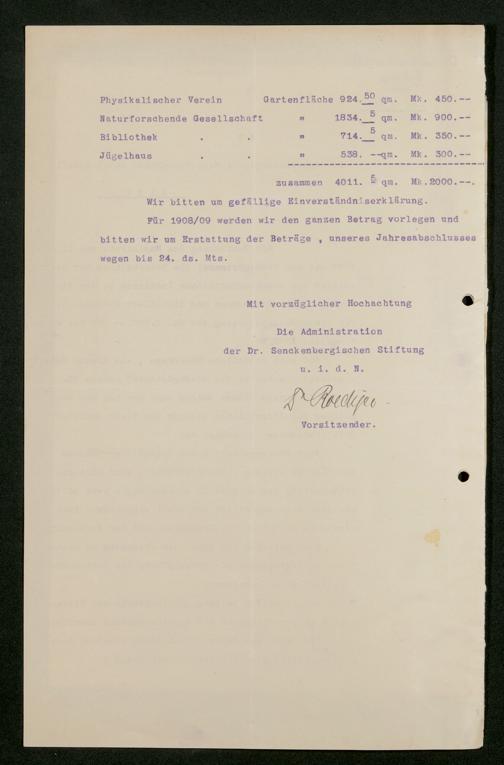 Physikalischer Verein Gartenfläche 924.50 qm. Mk. 450.--
Naturforschende Gesellschaft " 1834. 5 qm. Mk. 900.--
Bibliothek . . " 714. 5 qm. Mk. 350.--
Jügelhaus . . " 538. --qm. Mk. 300.--
zusammen 4011. 5 qm. Mk.2000.--.
Wir bitten um gefällige Einverständniserklärung.
Für 1908/09 werden wir den ganzen Betrag vorlegen und
bitten wir um Erstattung der Beträge , unseres Jahresabschlusses
wegen bis 24. ds. Mts.
Mit vorzüglicher Hochachtung
Die Administration
der Dr. Senckenbergischen Stiftung
u. i. d. N.
Dr Roediger
Vorsitzender.